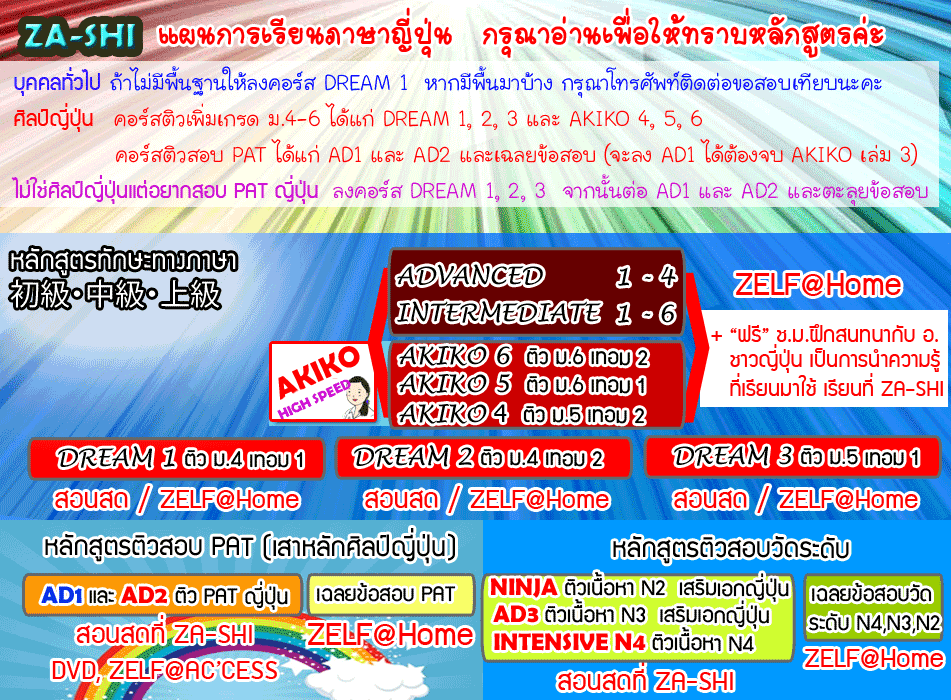 ZA-SHI แผนการเรียนภาษาญี่ปุ่น กรุณาอ่านเพื่อให้ทราบหลักสูตรค่ะ
บุคคลทั่วไป ถ้าไม่มีพื้นฐานให้ลงคอร์ส DREAM 1 หากมีพื้นมาบ้าง กรุณาโทรศัพท์ติดต่อขอสอบเทียบนะคะ
ศิลป์ญี่ปุ่น คอร์สติวเพิ่มเกรด ม.4-6 ได้แก่ DREAM 1, 2, 3 และ AKIKO 4, 5, 6
คอร์สติวสอบ PAT ได้แก่ AD1 และ AD2 และเฉลยข้อสอบ (จะลง AD1 ได้ต้องจบ AKIKO เล่ม 3)
ไม่ใช่ศิลป์ญี่ปุ่นแต่อยากสอบ PAT ญี่ปุ่น ลงคอร์ส DREAM 1, 2, 3 จากนั้นต่อ AD1 และ AD2 และตะลุยข้อสอบ
หลักสูตรทักษะทางภาษา
初級・中級・上級
ADVANCED 1 - 4
INTERMEDIATE 1 - 6
AKIKO HIGH SPEED
AKIKO 6 ติว ม.6 เทอม 2
AKIKO 5 ติว ม.6 เทอม 1
AKIKO 4 ติว ม.5 เทอม 2
ZELF@Home
+ “ฟรี” ช.ม.ฝึกสนทนากับ อ.
ชาวญี่ปุ่น เป็นการนำความรู้
ที่เรียนมาใช้ เรียนที่ ZA-SHI
DREAM 1 ติว ม.4 เทอม 1
สอนสด / ZELF@Home
DREAM 2 ติว ม.4 เทอม 2
สอนสด / ZELF@Home
DREAM 3 ติว ม.5 เทอม 1
สอนสด / ZELF@Home
หลักสูตรติวสอบ PAT (เสาหลักศิลป์ญี่ปุ่น)
AD1 และ AD2 ติว PAT ญี่ปุ่น
สอนสดที่ ZA-SHI
DVD, ZELF@AC'CESS
เฉลยข้อสอบ PAT
ZELF@Home
หลักสูตรติวสอบวัดระดับ
NINJA ติวเนื้อหา N2 เสริมเอกญี่ปุ่น
AD3 ติวเนื้อหา N3 เสริมเอกญี่ปุ่น
INTENSIVE N4 ติวเนื้อหา N4
สอนสดที่ ZA-SHI
เฉลยข้อสอบวัด
ระดับ N4,N3,N2
ZELF@Home